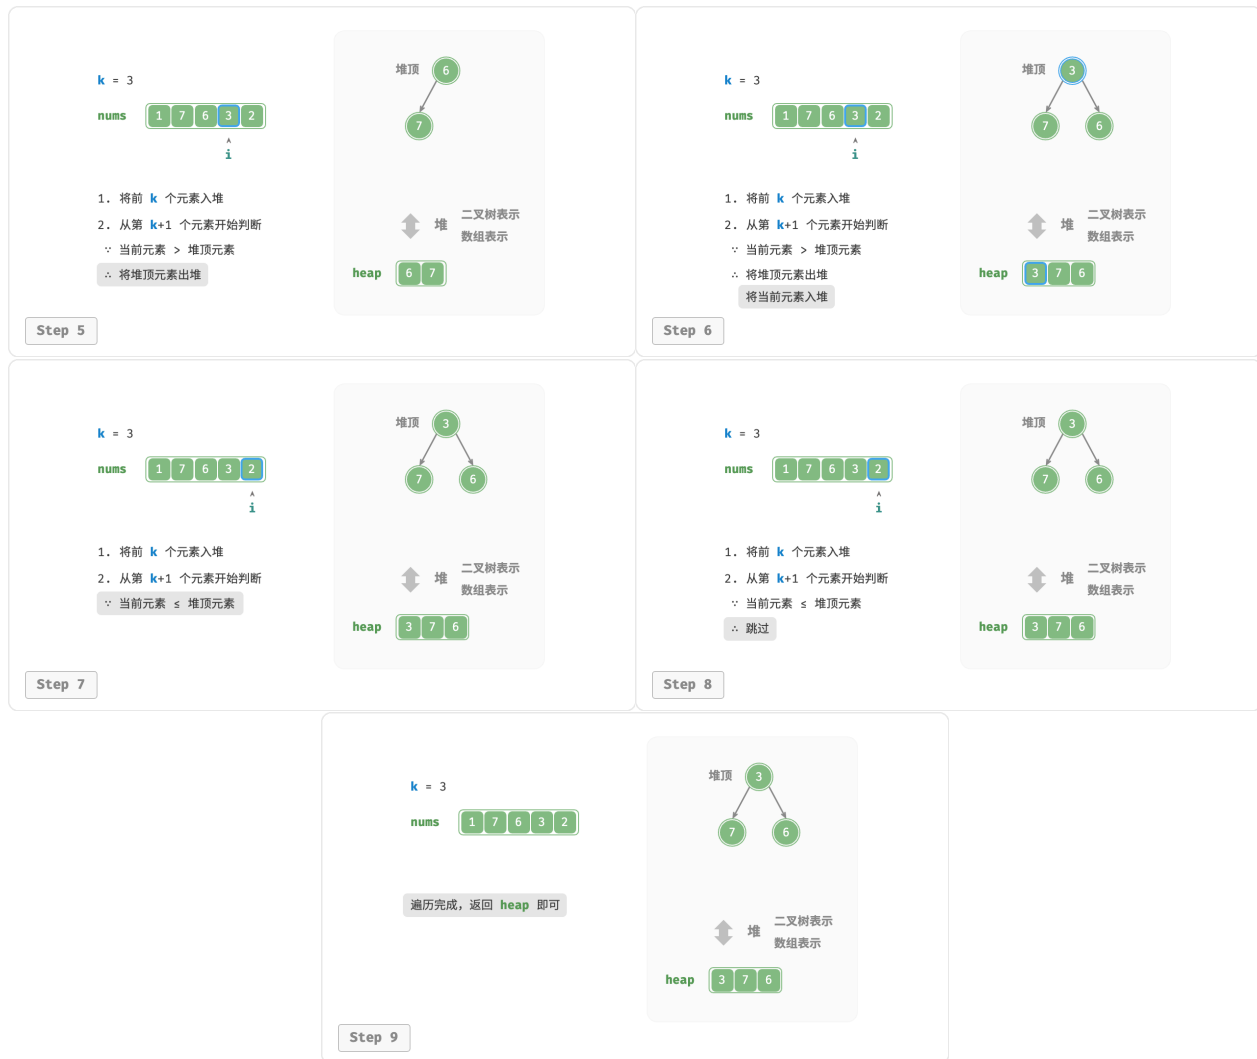 k = 3
堆顶
6
7
nums 1 7 6 3 2
i
1. 将前 k 个元素入堆
2. 从第 k+1 个元素开始判断
∵ 当前元素 > 堆顶元素
∴ 将堆顶元素出堆
堆 二叉树表示
数组表示
heap 6 7
Step 5
k = 3
堆顶
3
7 6
nums 1 7 6 3 2
i
1. 将前 k 个元素入堆
2. 从第 k+1 个元素开始判断
∵ 当前元素 > 堆顶元素
∴ 将堆顶元素出堆
将当前元素入堆
堆 二叉树表示
数组表示
heap 3 7 6
Step 6
k = 3
堆顶
3
7 6
nums 1 7 6 3 2
i
1. 将前 k 个元素入堆
2. 从第 k+1 个元素开始判断
∵ 当前元素 ≤ 堆顶元素
堆 二叉树表示
数组表示
heap 3 7 6
Step 7
k = 3
堆顶
3
7 6
nums 1 7 6 3 2
i
1. 将前 k 个元素入堆
2. 从第 k+1 个元素开始判断
∵ 当前元素 ≤ 堆顶元素
∴ 跳过
堆 二叉树表示
数组表示
heap 3 7 6
Step 8
k = 3
堆顶
3
7 6
nums 1 7 6 3 2
遍历完成，返回 heap 即可
堆 二叉树表示
数组表示
heap 3 7 6
Step 9